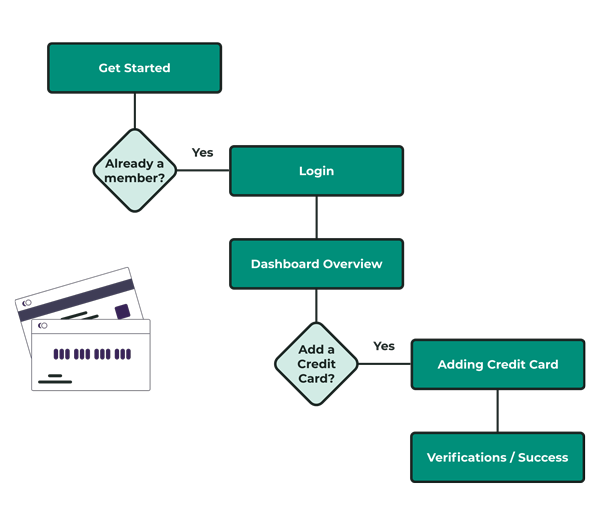 Get Started
Already a
member?
Yes
Login
Dashboard Overview
Add a
Credit
Card?
Yes
Adding Credit Card
Verifications / Success